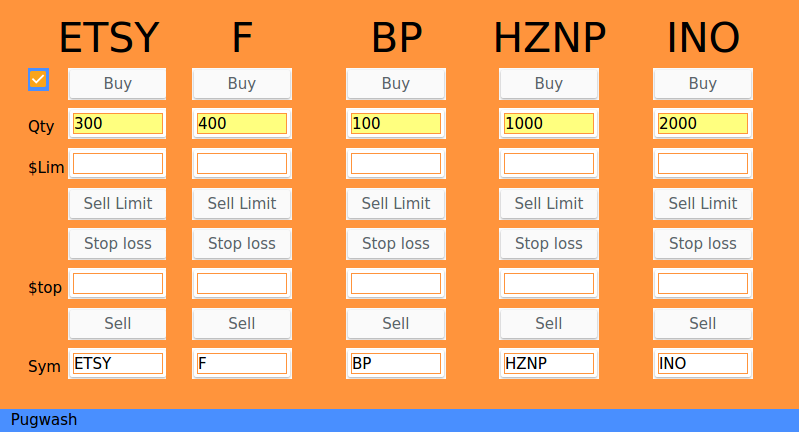 ETSY F BP HZNP INO
Buy Buy Buy Buy Buy
Qty 300 400 100 1000 2000
$Lim
Sell Limit Sell Limit Sell Limit Sell Limit Sell Limit
Stop loss Stop loss Stop loss Stop loss Stop loss
$top
Sell Sell Sell Sell Sell
Sym ETSY F BP HZNP INO
Pugwash